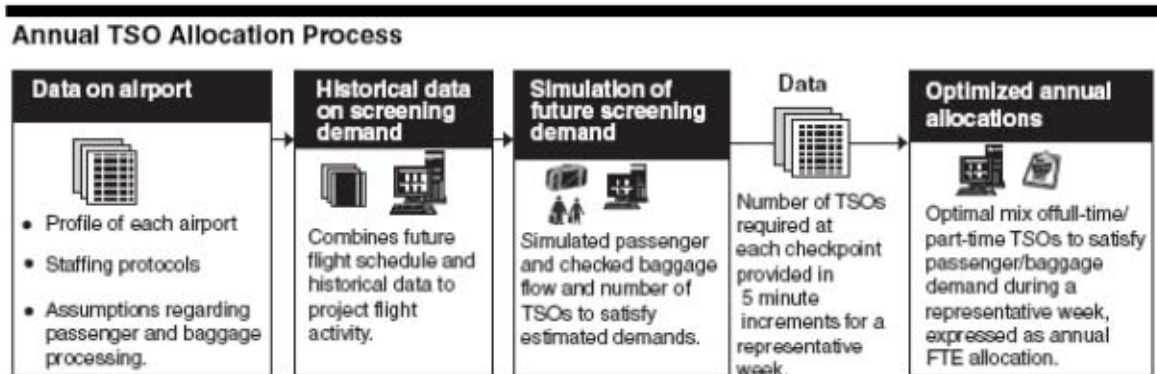 Annual TSO Allocation Process
Data on airport
• Profile of each airport
• Staffing protocols
• Assumptions regarding
passenger and baggage
processing.
Historical data
on screening
demand
Combines future
flight schedule and
historical data to
project flight
activity.
Simulation of
future screening
demand
Simulated passenger
and checked baggage
flow and number of
TSOs to satisfy
estimated demands.
Data
Number of TSOs
required at
each checkpoint
provided in
5 minute
increments for a
representative
week.
Optimized annual
allocations
Optimal mix offull-time/
part-time TSOs to satisfy
passenger/baggage
demand during a
representative week,
expressed as annual
FTE allocation.